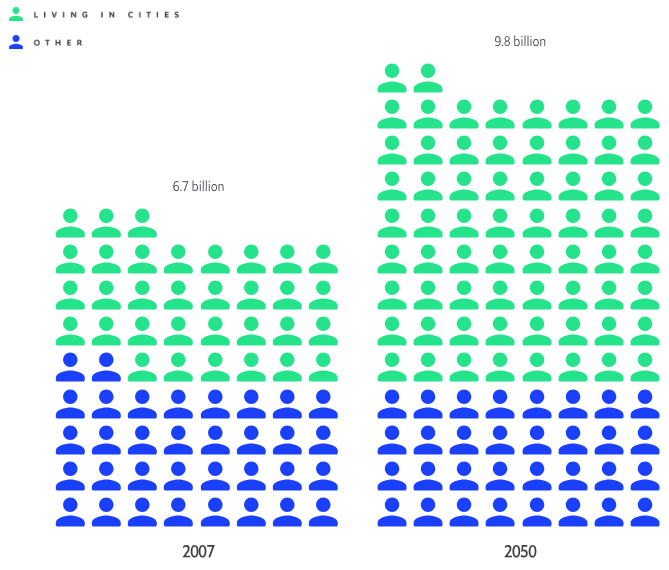 LIVING IN CITIES
OTHER
9.8 billion
6.7 billion
2007
2050